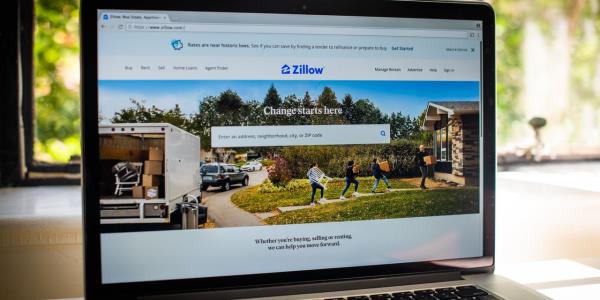 Zillow: Real Estate, Apartmen
https://www.zillow.com
Rates are near historic lows. See if you can save by finding a lender to refinance or prepare to buy Get Started
Buy Rent Sell Home Loans Agent Finder
Zillow
Manage Rentals Advertise Help Sign in
Change starts here
Enter an address, neighborhood, city, or ZIP code
Whether you're buying, selling or renting,
we can help you move forward.